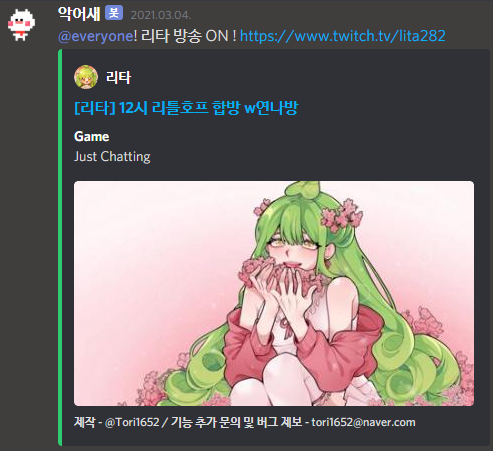 악어새 봇 2021.03.04.
@everyone! 리타 방송 ON ! https://www.twitch.tv/lita282
리타
[리타] 12시 리틀호프 합방 w연나방
Game
Just Chatting
제작 - @Tori1652 / 기능 추가 문의 및 버그 제보 - tori1652@naver.com